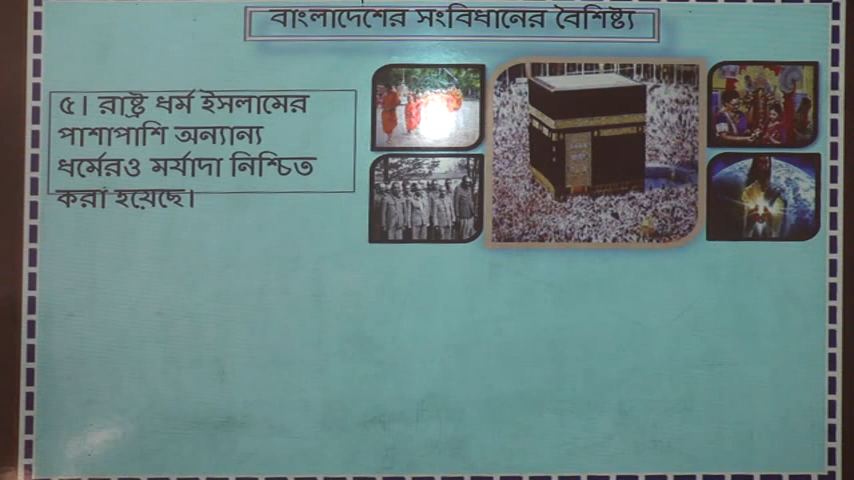 বাংলাদেশের সংবিধানের বৈশিষ্ট্য
৫। রাষ্ট্র ধর্ম ইসলামের
পাশাপাশি অন্যান্য
ধর্মেরও মর্যাদা নিশ্চিত
করা হয়েছে।